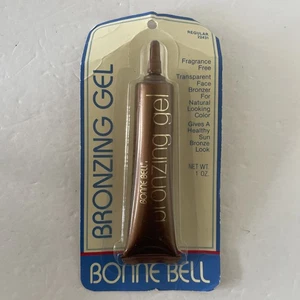 REGULAR
Fragrance
Free
Transparent
Face
Bronzer
For
Natural
Looking
Color
Gives A
Healthy
Sun
Bronze
Look
NET WT.
1 OZ.
BRONZING GEL
BONNE BELL®
bronzing gel
BONNE BELL